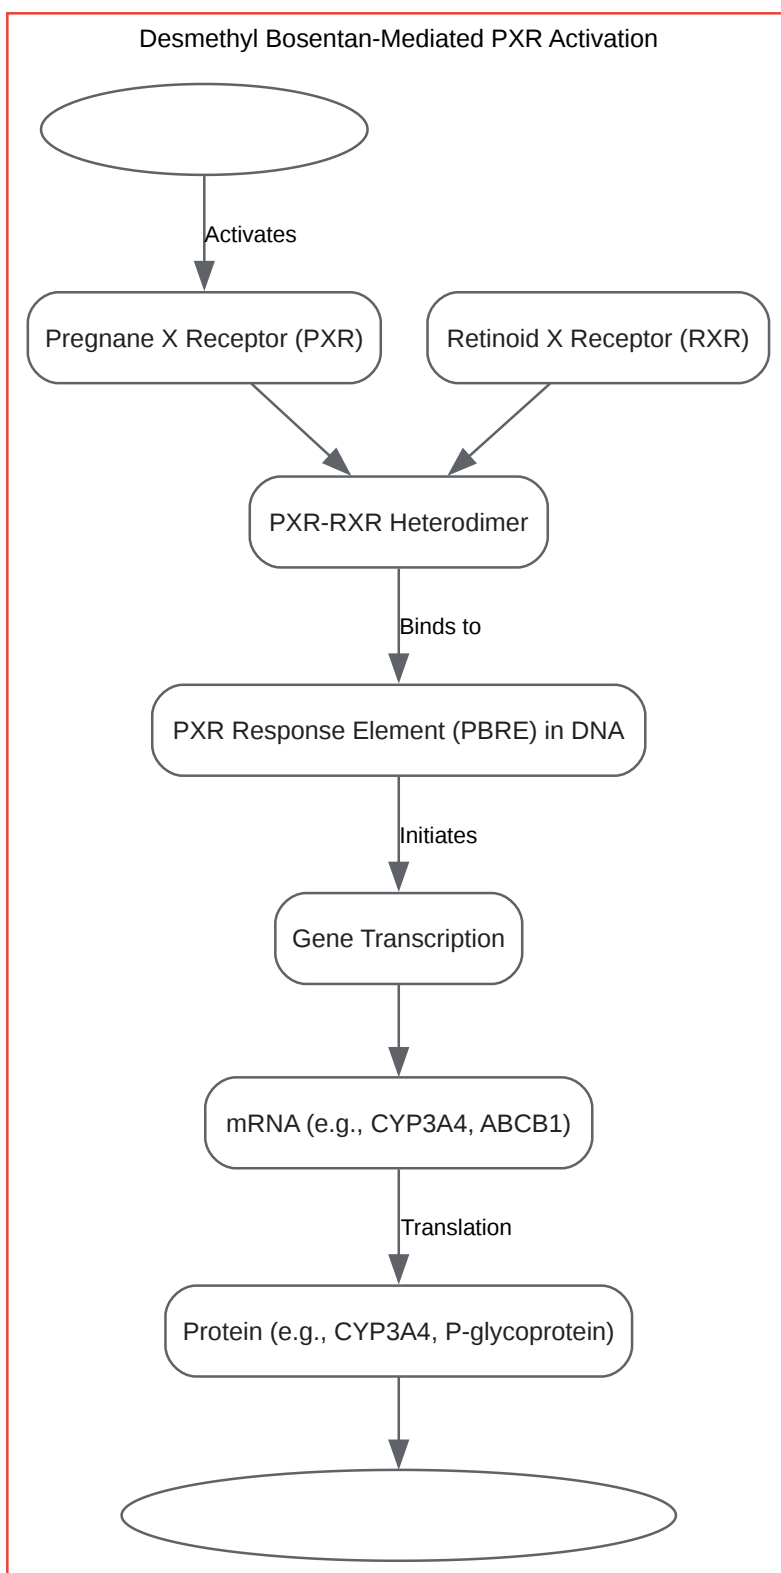 Desmethyl Bosentan-Mediated PXR Activation
Activates
Pregnane X Receptor (PXR)
Retinoid X Receptor (RXR)
PXR-RXR Heterodimer
Binds to
PXR Response Element (PBRE) in DNA
Initiates
Gene Transcription
mRNA (e.g., CYP3A4, ABCB1)
Translation
Protein (e.g., CYP3A4, P-glycoprotein)